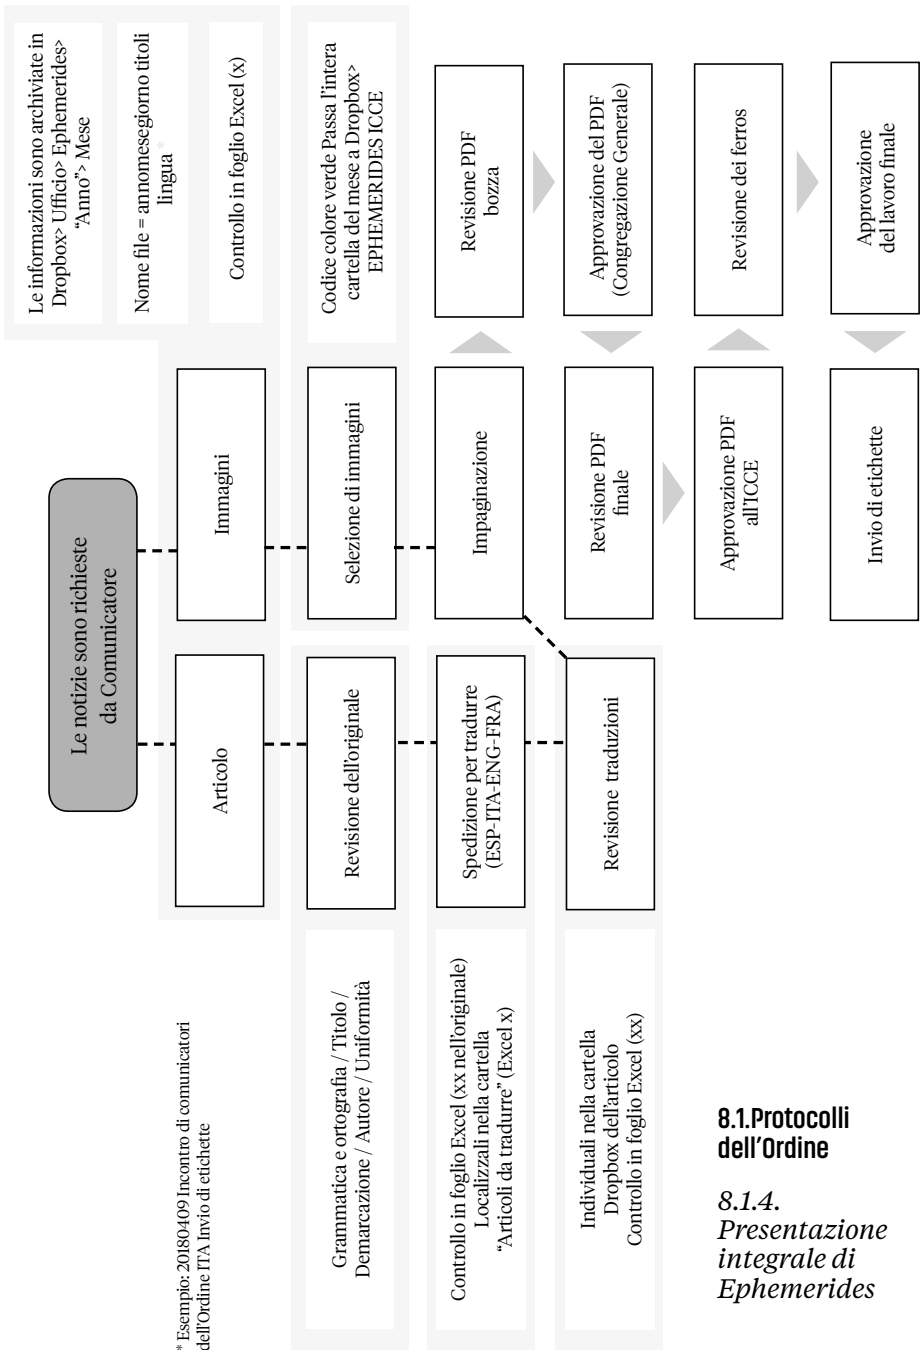 Le notizie sono richieste
da Comunicatore
Le informazioni sono archiviate in
Dropbox> Ufficio> Ephemerides>
“Anno”> Mese
Nome file = annomesegiorno titoli
lingua *
Controllo in foglio Excel (x)
Articolo
Immagini
* Esempio: 20180409 Incontro di comunicatori
dell’Ordine ITA Invio di etichette
Grammatica e ortografia / Titolo /
Demarcazione / Autore / Uniformità
Revisione dell’originale
Selezione di immagini
Codice colore verde Passa l’intera
cartella del mese a Dropbox>
EPHEMERIDES ICCE
Controllo in foglio Excel (xx nell’originale)
Localizzali nella cartella
“Articoli da tradurre” (Excel x)
Spedizione per tradurre
(ESP-ITA-ENG-FRA)
Impaginazione
Revisione PDF
bozza
Individuali nella cartella
Dropbox dell’articolo
Controllo in foglio Excel (xx)
Revisione traduzioni
Revisione PDF
finale
Approvazione del PDF
(Congregazione Generale)
Approvazione PDF
all’ICCE
Revisione dei ferros
Invio di etichette
Approvazione
del lavoro finale
8.1.Protocolli
dell’Ordine
8.1.4.
Presentazione
integrale di
Ephemerides